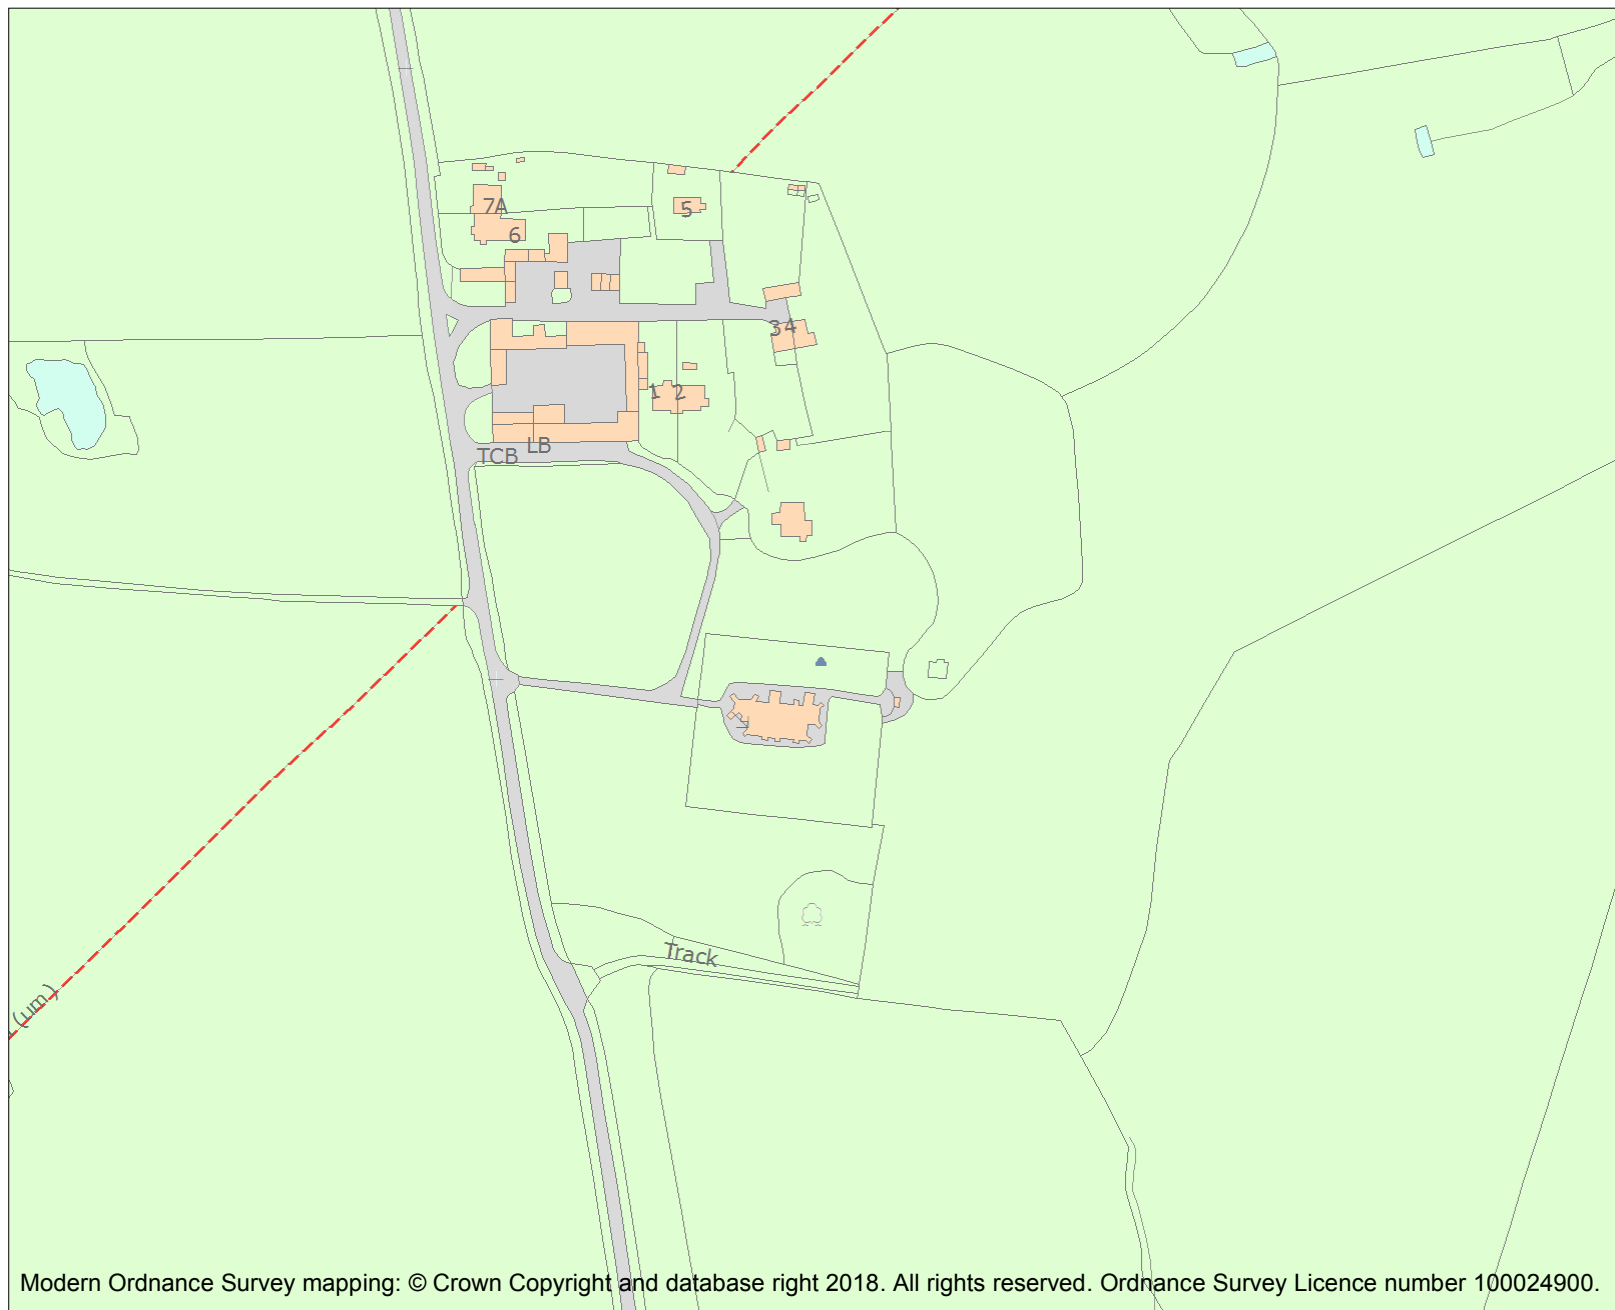 7A
5
6
3 4
1 2
LB
TCB
Track
(um)
Modern Ordnance Survey mapping: © Crown Copyright and database right 2018. All rights reserved. Ordnance Survey Licence number 100024900.